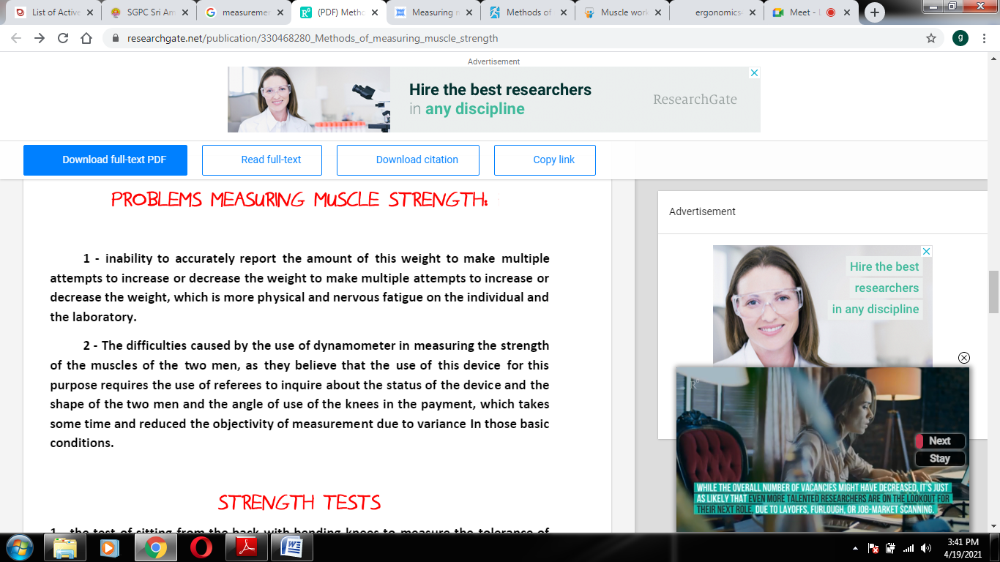 List of Active
SGPC Sri Am
measuremen
(PDF) Metho
Measuring m
Methods of
Muscle work
ergonomics-
Meet -
researchgate.net/publication/330468280_Methods_of_measuring_muscle_strength
g
Advertisement
Hire the best researchers
in any discipline
ResearchGate
Download full-text PDF
Read full-text
Download citation
Copy link
PROBLEMS MEASURING MUSCLE STRENGTH:
1 - inability to accurately report the amount of this weight to make multiple
attempts to increase or decrease the weight to make multiple attempts to increase or
decrease the weight, which is more physical and nervous fatigue on the individual and
the laboratory.
2 - The difficulties caused by the use of dynamometer in measuring the strength
of the muscles of the two men, as they believe that the use of this device for this
purpose requires the use of referees to inquire about the status of the device and the
shape of the two men and the angle of use of the knees in the payment, which takes
some time and reduced the objectivity of measurement due to variance In those basic
conditions.
STRENGTH TESTS
1 - the test of sitting from the back with bending knees to measure the tolerance of
Advertisement
Hire the best
researchers
in any discipline
RG
Next
Stay
WHILE THE OVERALL NUMBER OF VACANCIES MIGHT HAVE DECREASED, IT'S JUST
AS LIKELY THAT EVEN MORE TALENTED RESEARCHERS ARE ON THE LOOKOUT FOR
THEIR NEXT ROLE, DUE TO LAYOFFS, FURLOUGH, OR JOB-MARKET SCANNING.
3:41 PM
4/19/2021